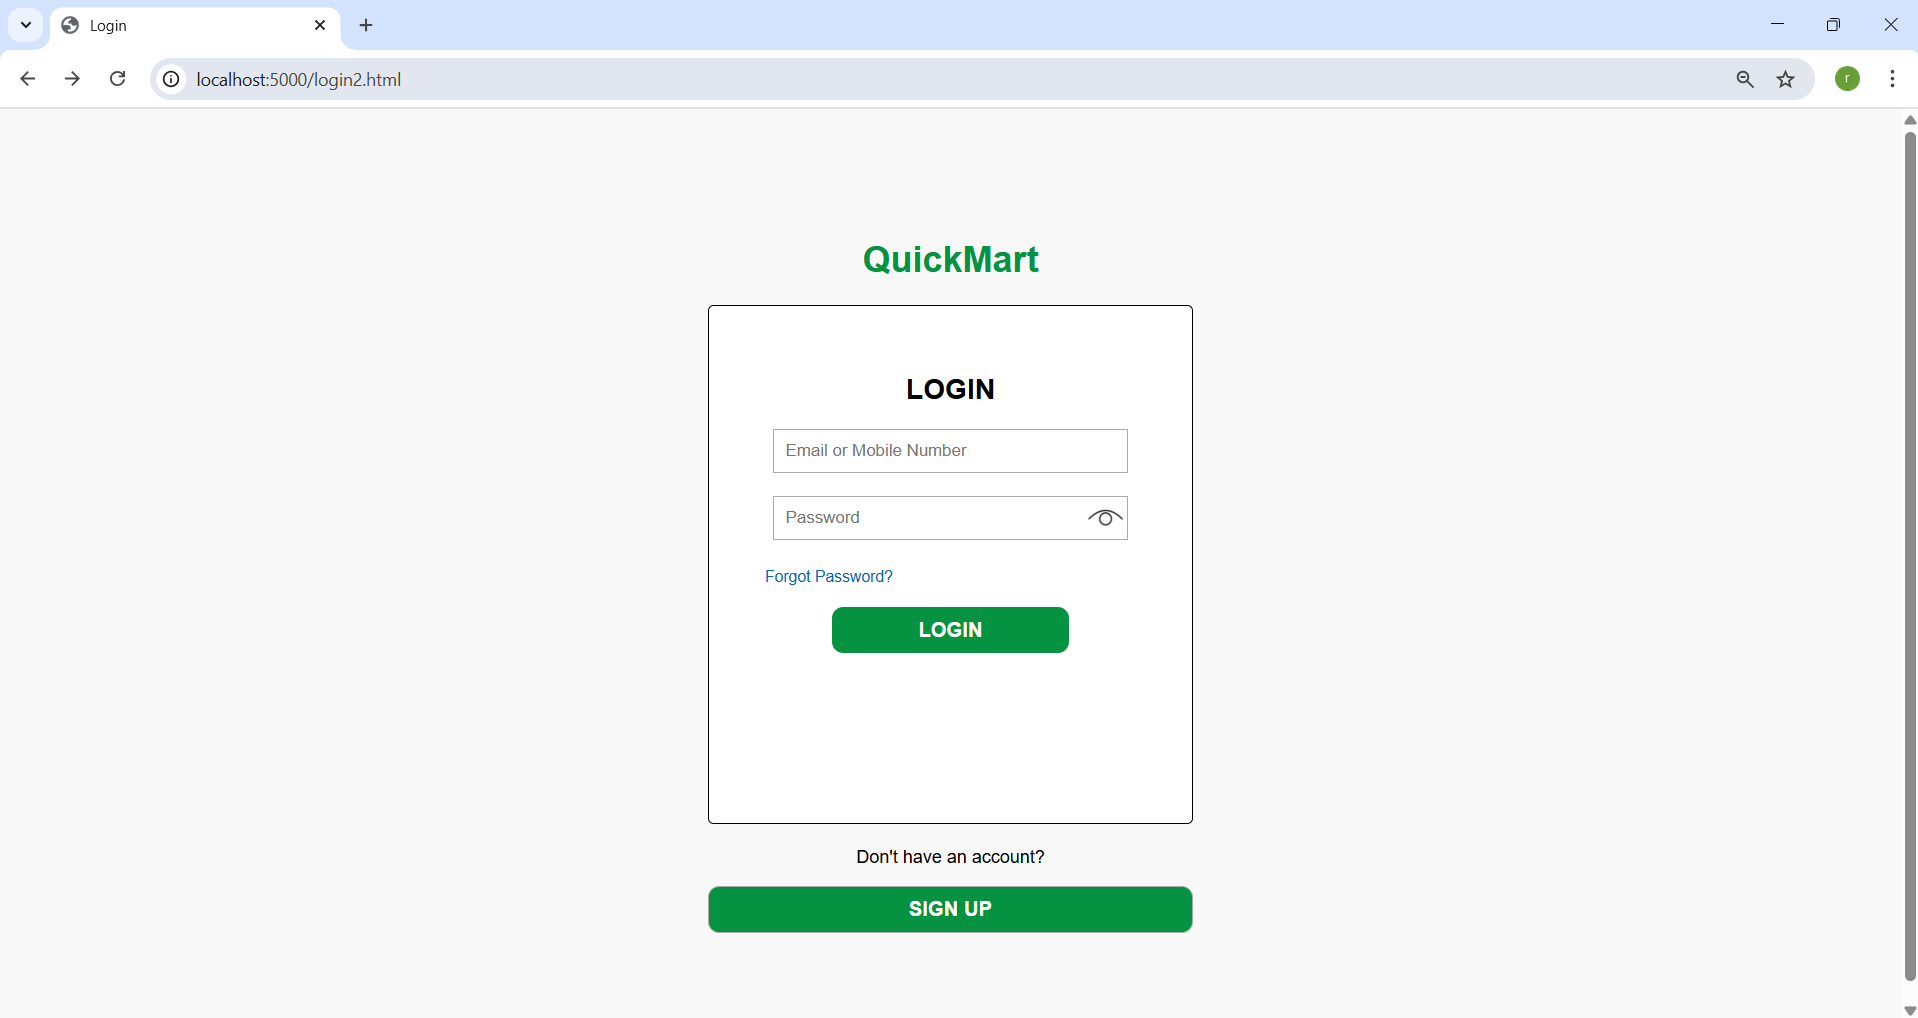 Login
localhost:5000/login2.html
r
QuickMart
LOGIN
Email or Mobile Number
Password
Forgot Password?
LOGIN
Don't have an account?
SIGN UP